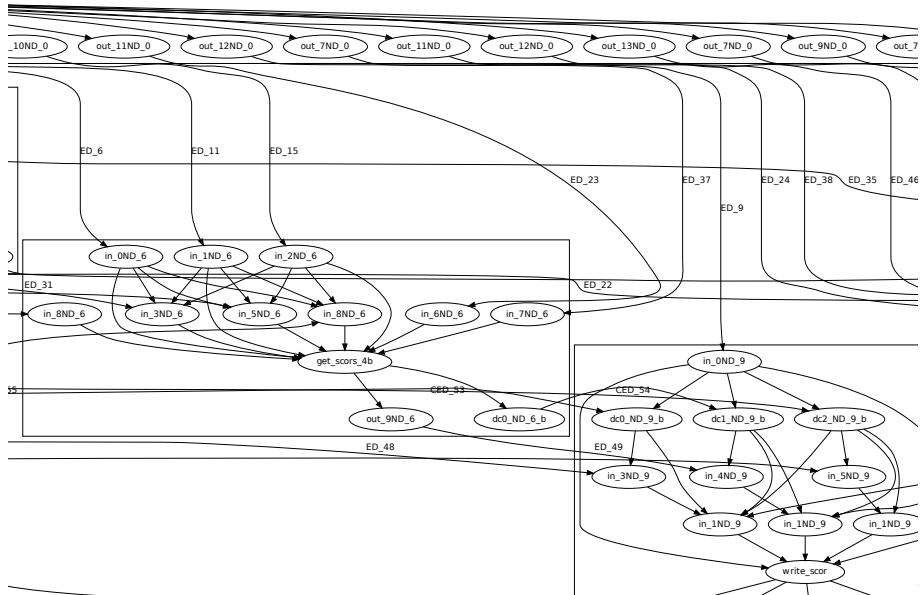 _10ND_0 out_11ND_0 out_12ND_0 out_7ND_0 out_11ND_0 out_12ND_0 out_13ND_0 out_7ND_0 out_9ND_0 out_7
ED_6 ED_11 ED_15
ED_23 ED_37 ED_24 ED_38 ED_35 ED_46
ED_9
in_0ND_6 in_1ND_6 in_2ND_6
ED_31 ED_22
in_8ND_6 in_3ND_6 in_5ND_6 in_8ND_6 in_6ND_6 in_7ND_6
get_scors_4b in_0ND_9
55 CED_53 CED_54
out_9ND_6 dc0_ND_6_b dc0_ND_9_b dc1_ND_9_b dc2_ND_9_b
ED_48 ED_49
in_3ND_9 in_4ND_9 in_5ND_9
in_1ND_9 in_1ND_9 in_1ND_9
write_scor